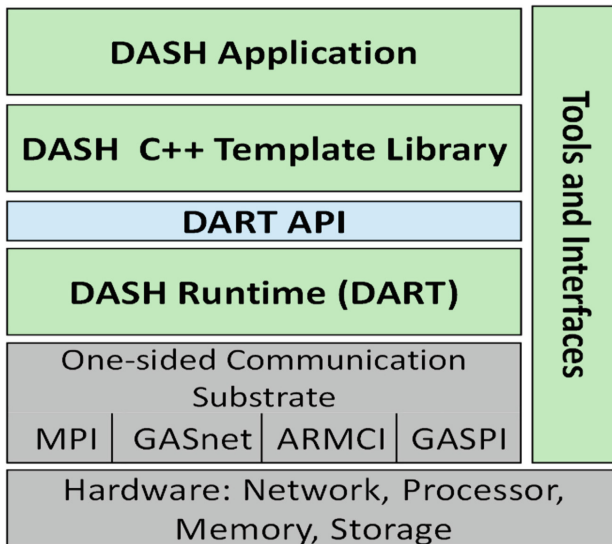 DASH Application
DASH C++ Template Library
DART API
DASH Runtime (DART)
One-sided Communication
Substrate
MPI GASnet ARMCI GASPI
Hardware: Network, Processor,
Memory, Storage
Tools and Interfaces